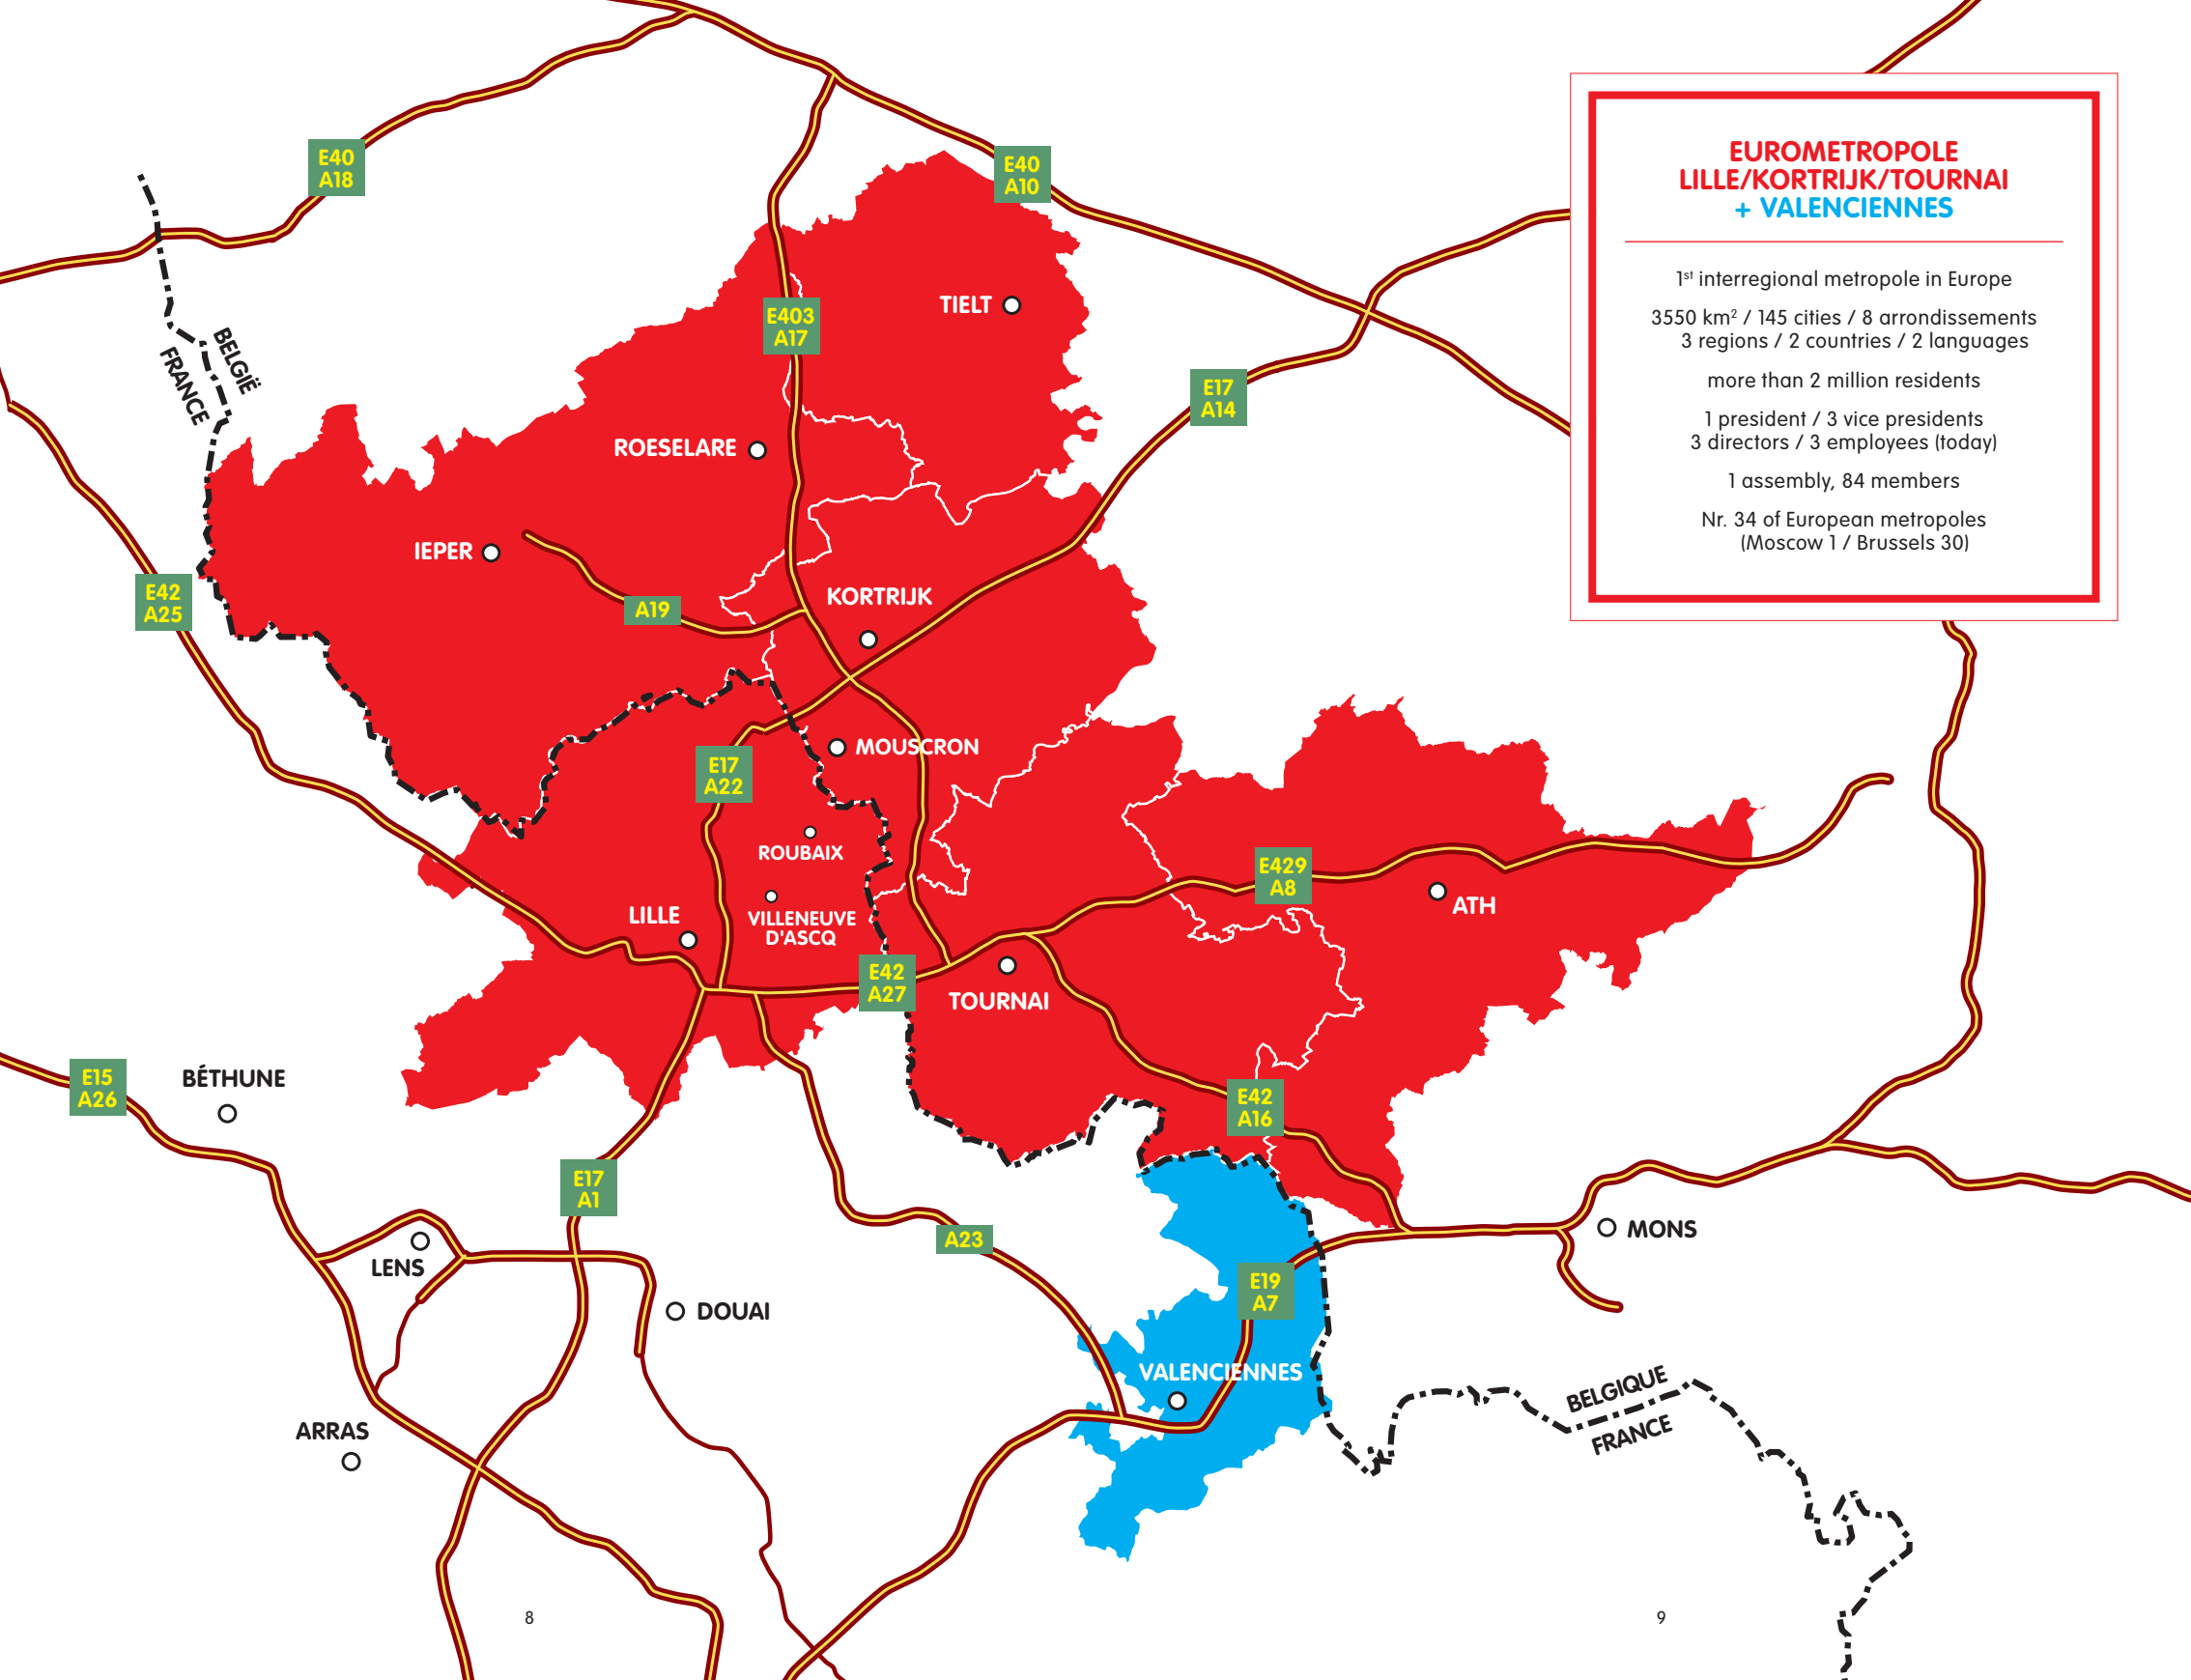 E40
A18
E40
A10
EUROMETROPOLE
LILLE/KORTRIJK/TOURNAI
+ VALENCIENNES
1st interregional metropole in Europe
3550 km² / 145 cities / 8 arrondissements
3 regions / 2 countries / 2 languages
more than 2 million residents
1 president / 3 vice presidents
3 directors / 3 employees (today)
1 assembly, 84 members
Nr. 34 of European metropoles
(Moscow 1 / Brussels 30)
TIELT
E403
A17
BELGIË
FRANCE
E17
A14
ROESELARE
IEPER
E42
A25
A19
KORTRIJK
MOUSCRON
E17
A22
ROUBAIX
E429
A8
ATH
LILLE
VILLENEUVE
D'ASCQ
E42
A27
TOURNAI
E15
A26
BÉTHUNE
E42
A16
E17
A1
MONS
A23
LENS
E19
A7
DOUAI
VALENCIENNES
BELGIQUE
FRANCE
ARRAS
8
9